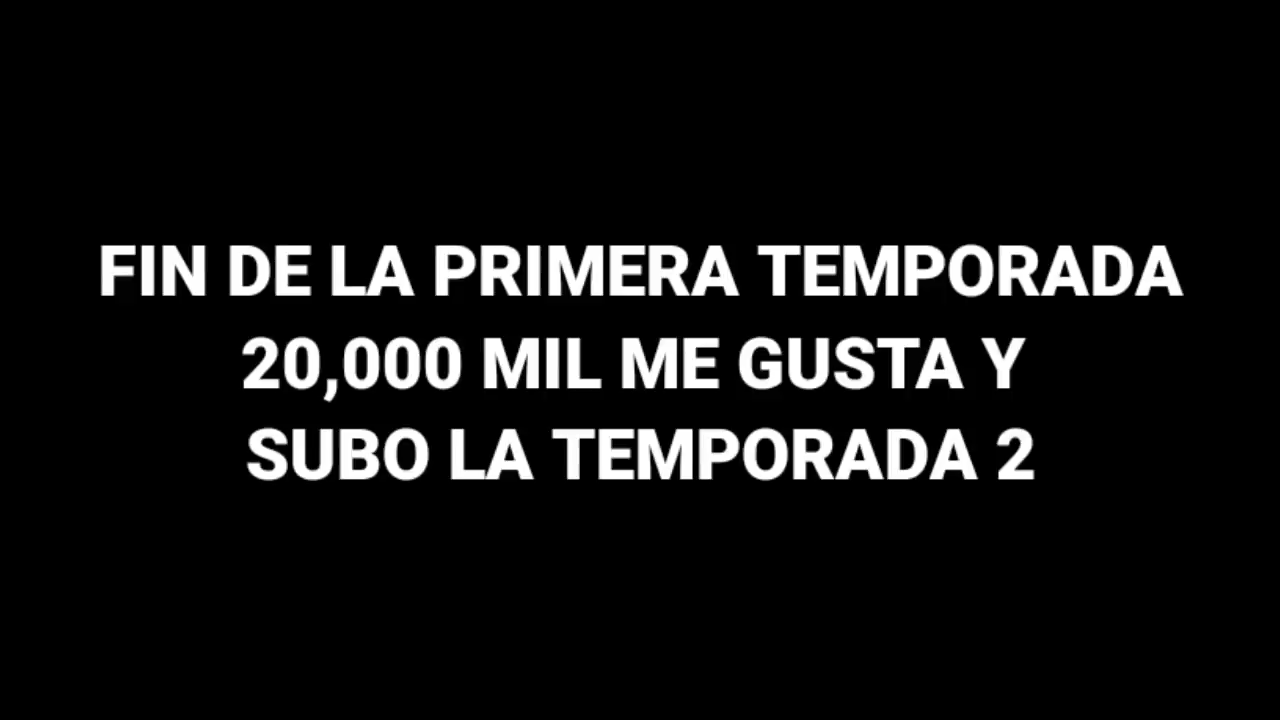 FIN DE LA PRIMERA TEMPORADA
20,000 MIL ME GUSTA Y
SUBO LA TEMPORADA 2